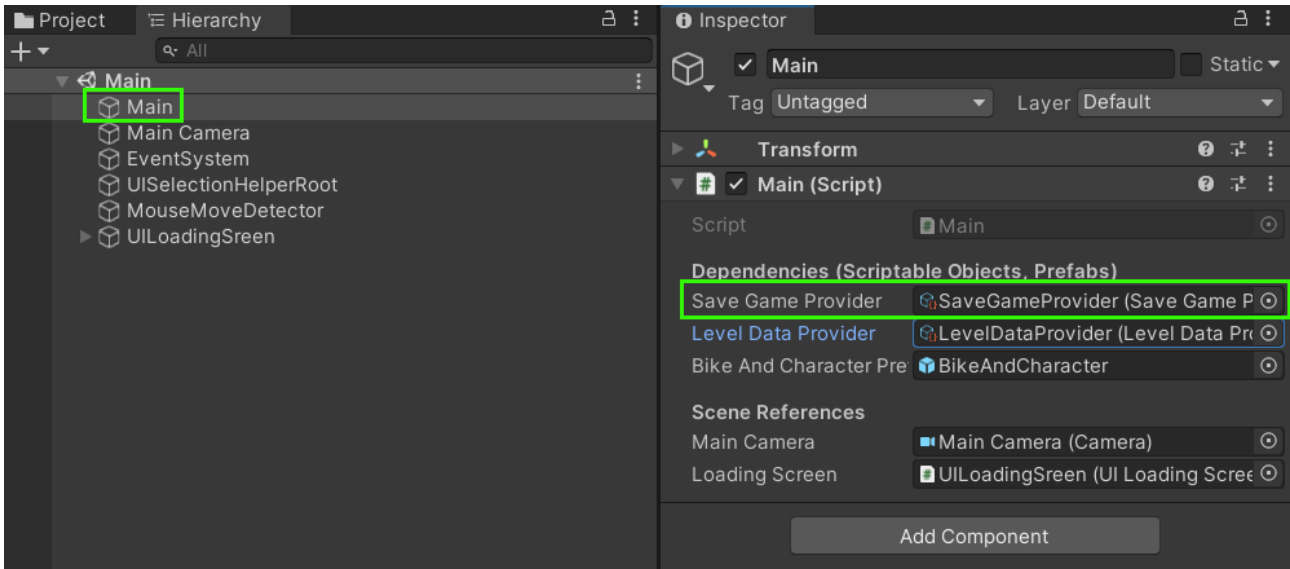 Project
Hierarchy
All
Main
Main
Main Camera
EventSystem
UISelectionHelperRoot
MouseMoveDetector
UILoadingSreen
Inspector
Main
Static
Tag Untagged
Layer Default
Transform
Main (Script)
Script
Main
Dependencies (Scriptable Objects, Prefabs)
Save Game Provider
SaveGameProvider (Save Game P
Level Data Provider
LevelDataProvider (Level Data Pro
Bike And Character Pre
BikeAndCharacter
Scene References
Main Camera
Main Camera (Camera)
Loading Screen
UILoadingSreen (UI Loading Scree
Add Component